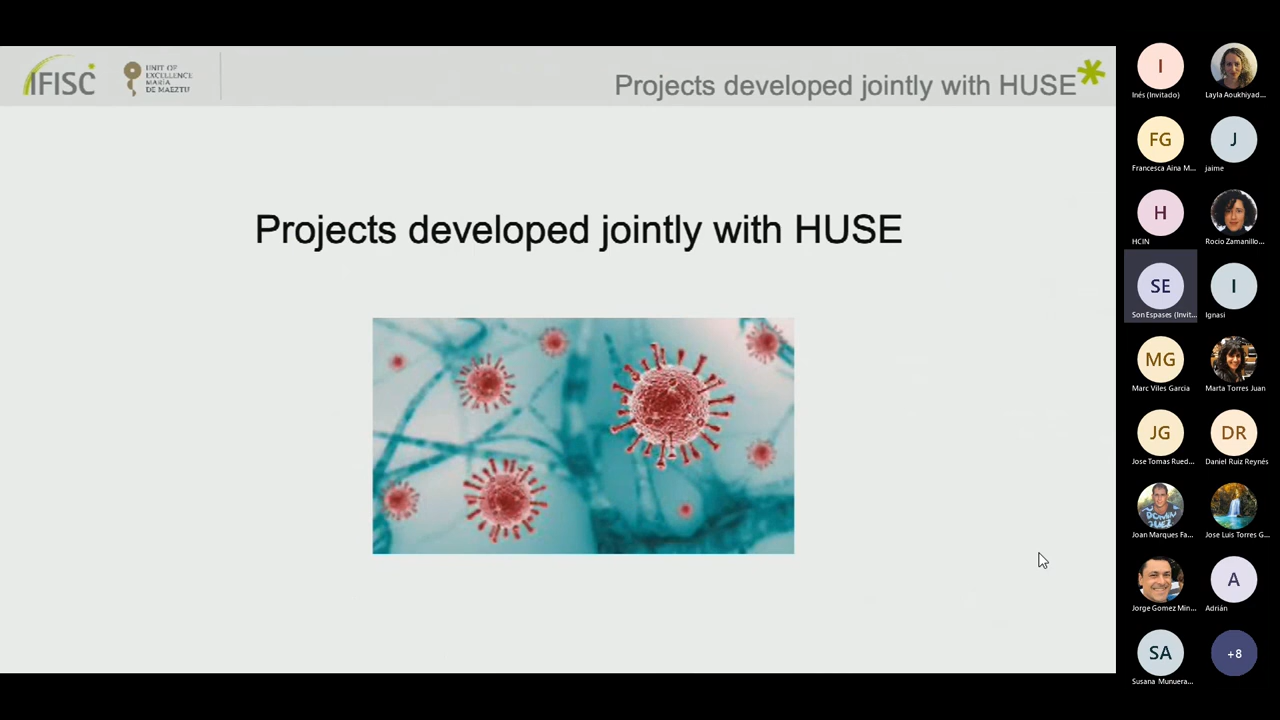 IFISC
UNIT OF
EXCELLENCE
MARÍA
DE MAEZTU
Projects developed jointly with HUSE
Projects developed jointly with HUSE
I
Inés (Invitado)
Layla Aoukhiyad...
FG
Francesca Aina M...
J
jaime
H
HCIN
Rocio Zamanillo...
SE
Son Espases (Invit...
I
Ignasi
MG
Marc Viles Garcia
Marta Torres Juan
JG
Jose Tomas Rued...
DR
Daniel Ruiz Reynés
Joan Marques Fa...
Jose Luis Torres G...
Jorge Gomez Min...
A
Adrián
SA
Susana Munuera...
+8